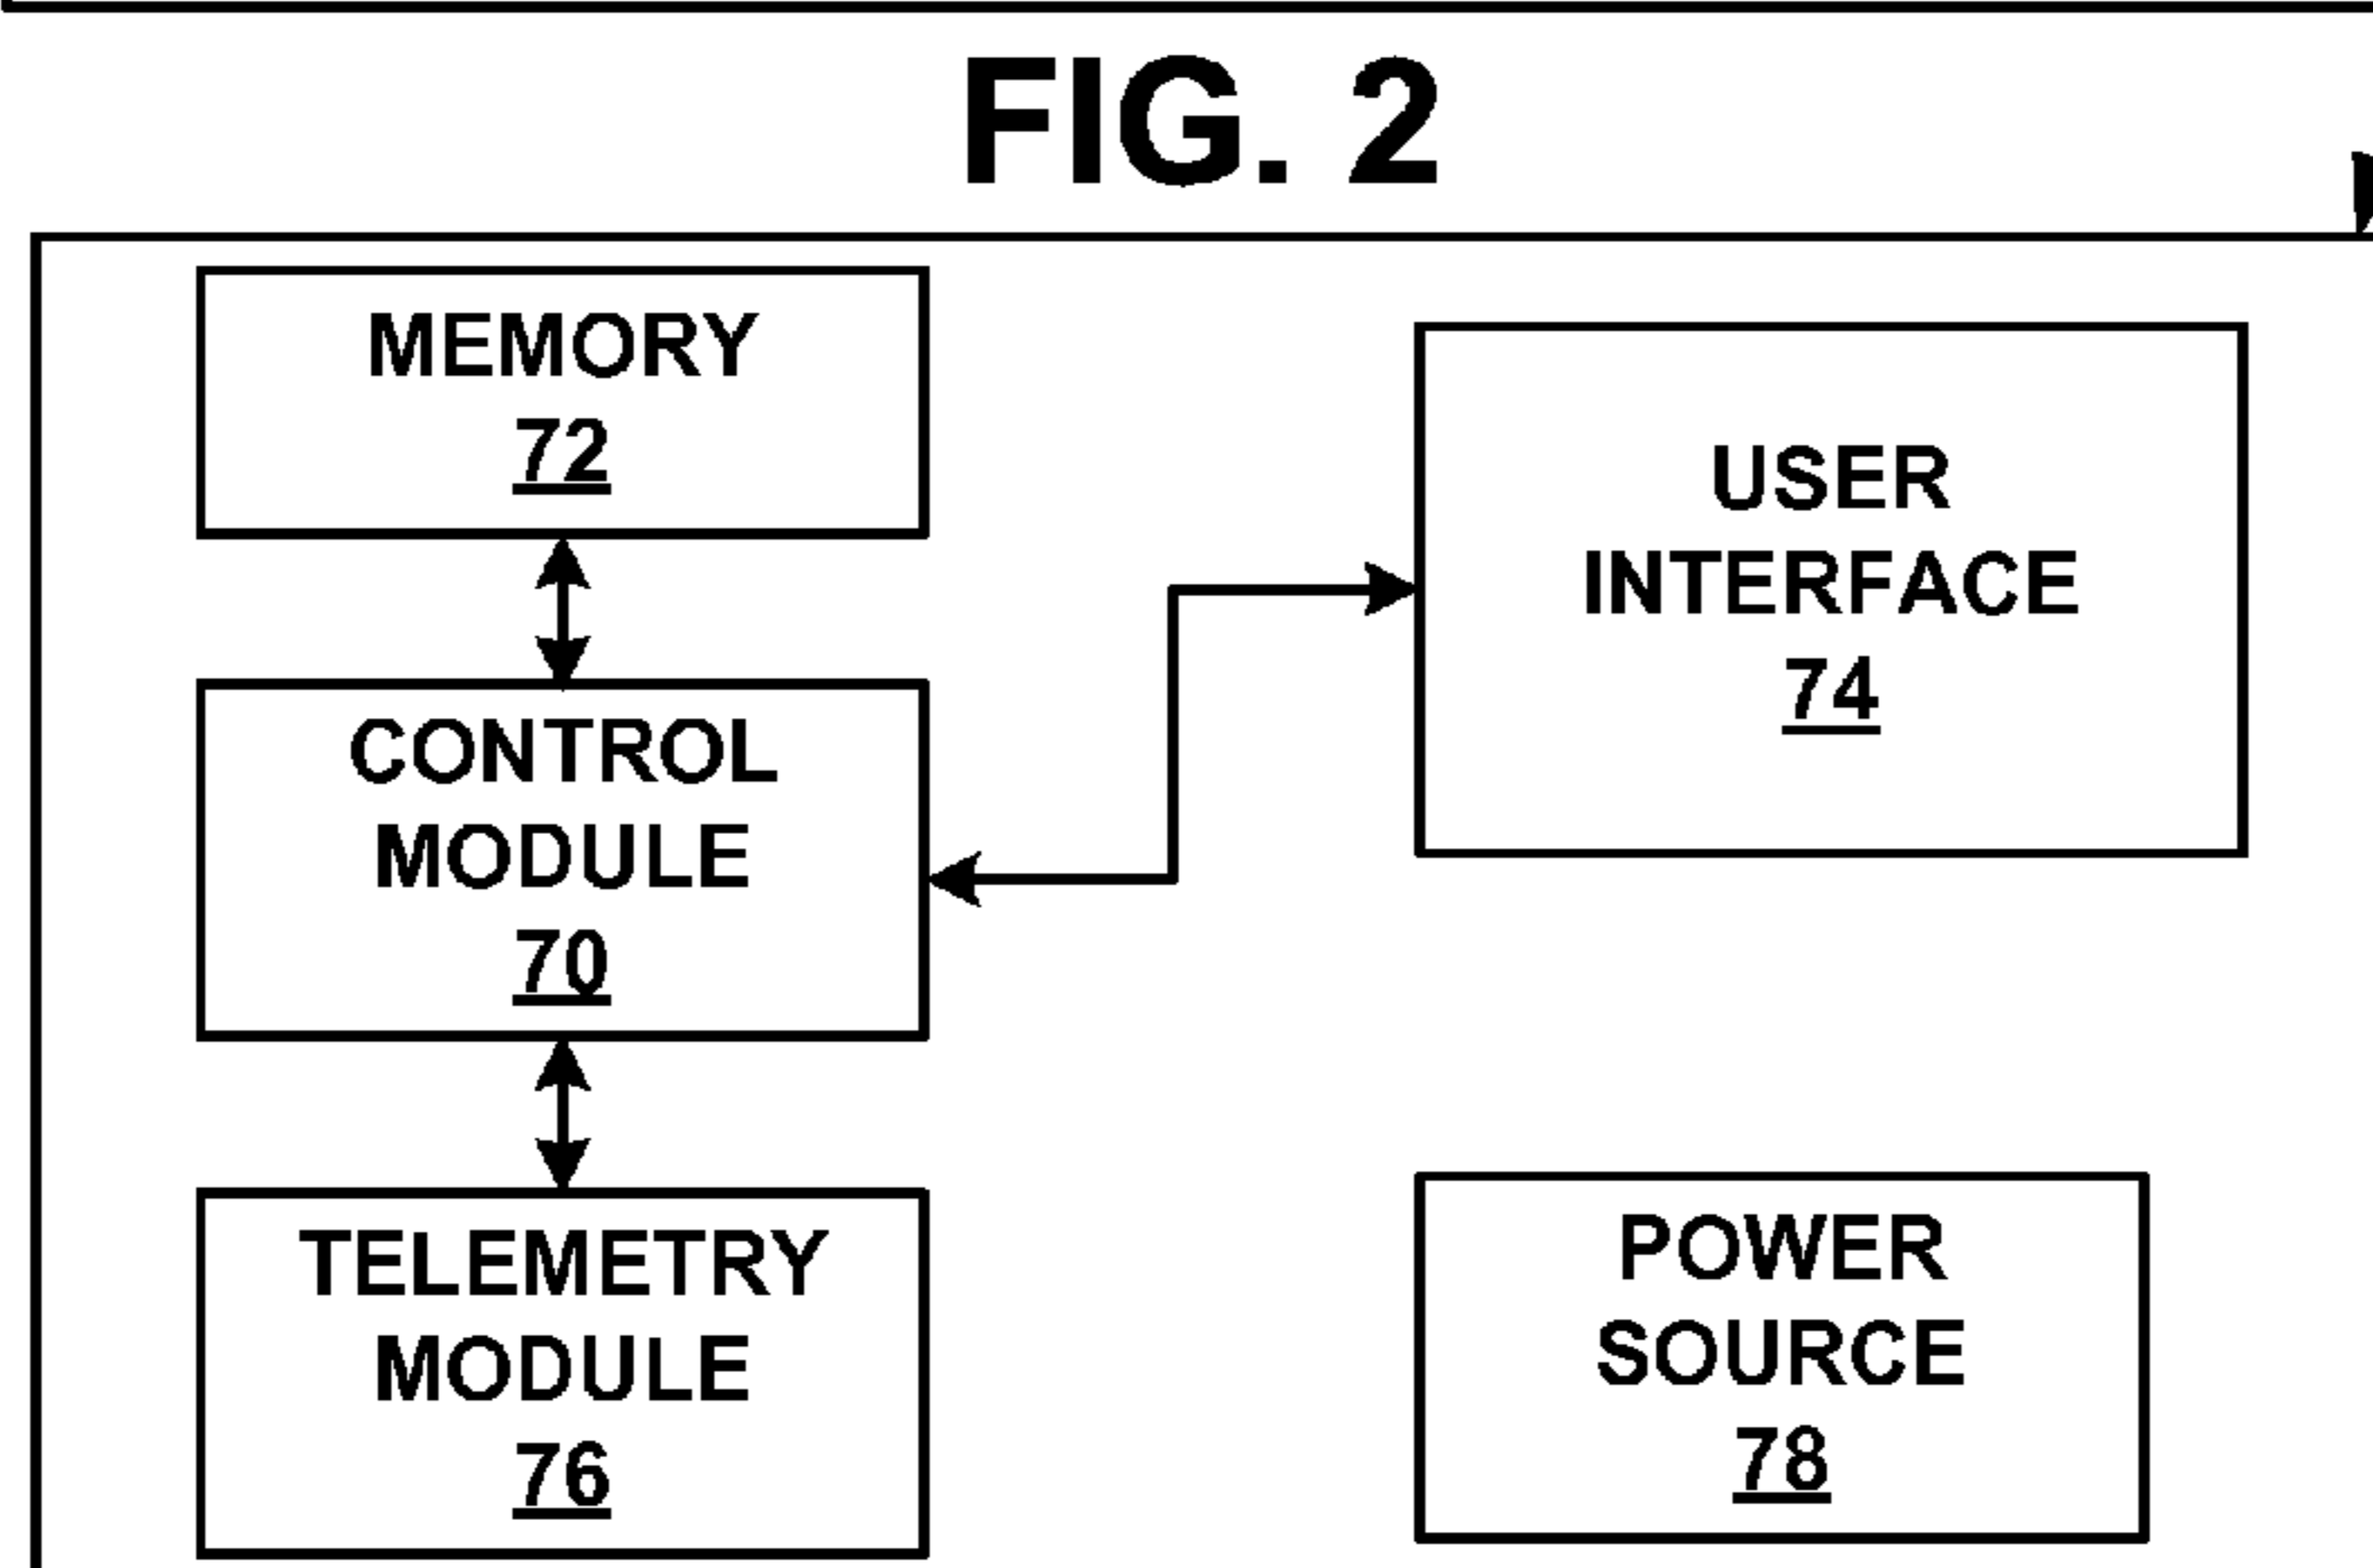 FIG. 2
MEMORY
72
USER
INTERFACE
74
CONTROL
MODULE
70
TELEMETRY
MODULE
76
POWER
SOURCE
78